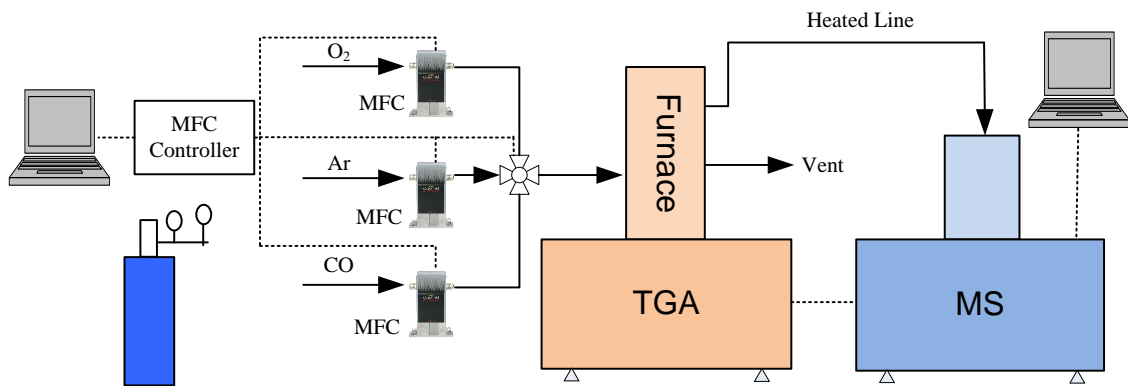 Heated Line
O₂
MFC
MFC
Controller
Furnace
Ar
MFC
Vent
CO
MFC
TGA
MS